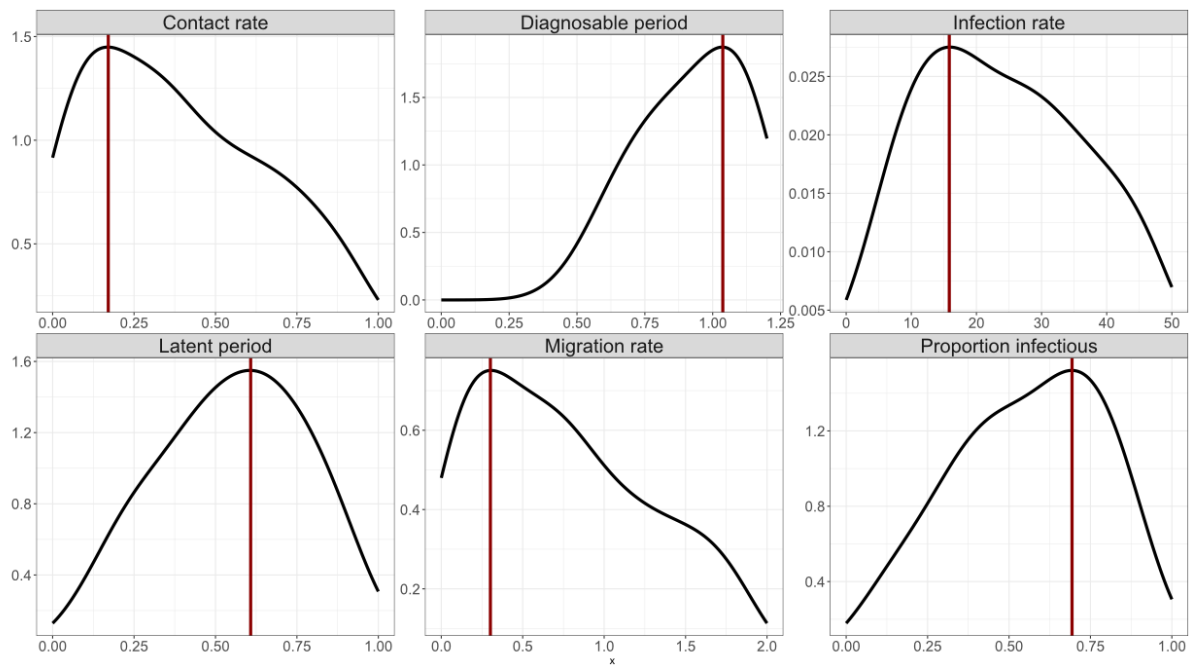 Contact rate
Diagnosable period
Infection rate
1.5
1.0
0.5
0.00 0.25 0.50 0.75 1.00
1.5
1.0
0.5
0.0
0.00 0.25 0.50 0.75 1.00 1.25
0.025
0.020
0.015
0.010
0.005
0 10 20 30 40 50
Latent period
Migration rate
Proportion infectious
1.6
1.2
0.8
0.4
0.00 0.25 0.50 0.75 1.00
0.6
0.4
0.2
0.0 0.5 1.0 1.5 2.0
1.2
0.8
0.4
0.00 0.25 0.50 0.75 1.00
x